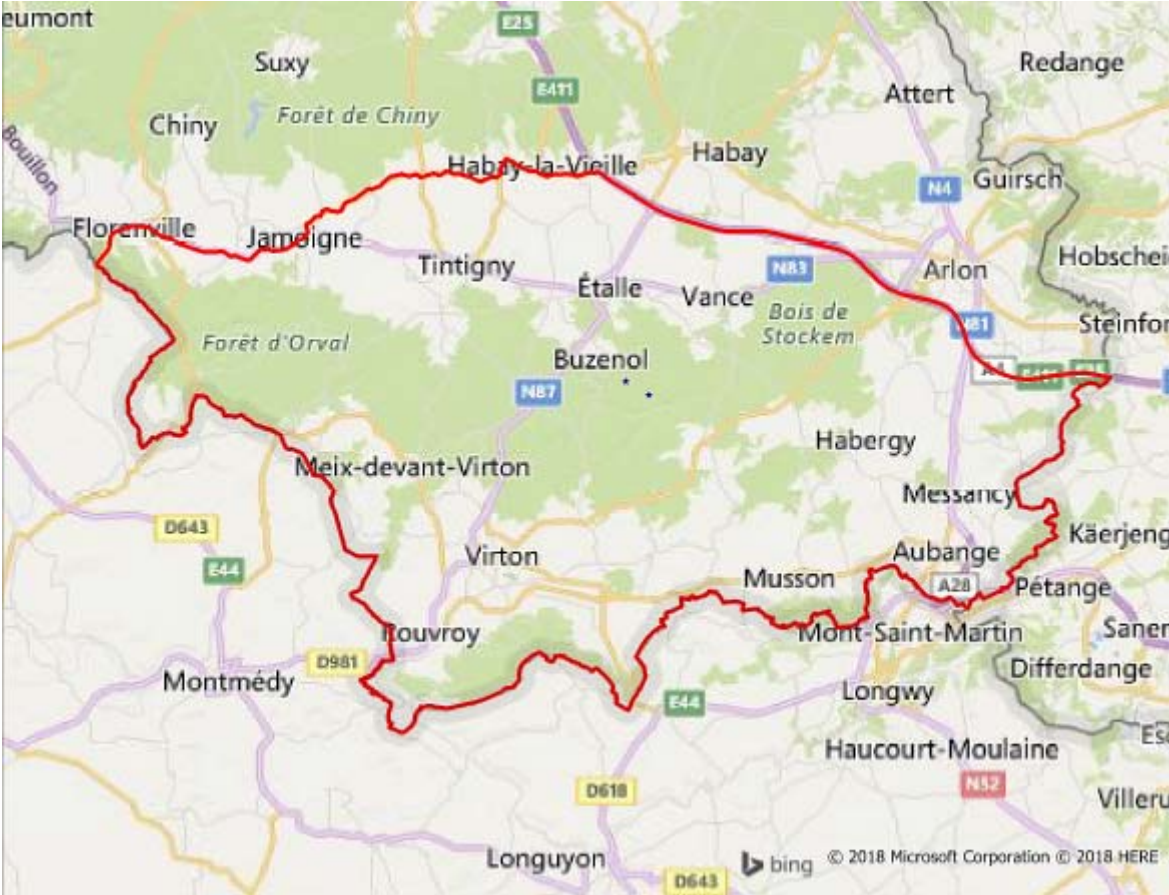 eumont
E25
Suxy
Redange
E411
Attert
Forêt de Chiny
Chiny
Bouillon
Habay
Habay-la-Vieille
Guirsch
N4
Florenville
Jamoigne
Hobschei
Tintigny
N83
Arlon
Étalle
Vance
Bois de
Stockem
Steinfor
N81
Forêt d'Orval
Buzenol
E411
N87
Habergy
Meix-devant-Virton
Messancy
D643
Käerjeng
Virton
Aubange
E44
Musson
A28
Pétange
Rouvroy
Mont-Saint-Martin
Saner
D981
Differdange
Montmédy
Longwy
E44
Esc
Haucourt-Moulaine
N52
D618
Villeru
Longuyon
bing
© 2018 Microsoft Corporation © 2018 HERE
D643